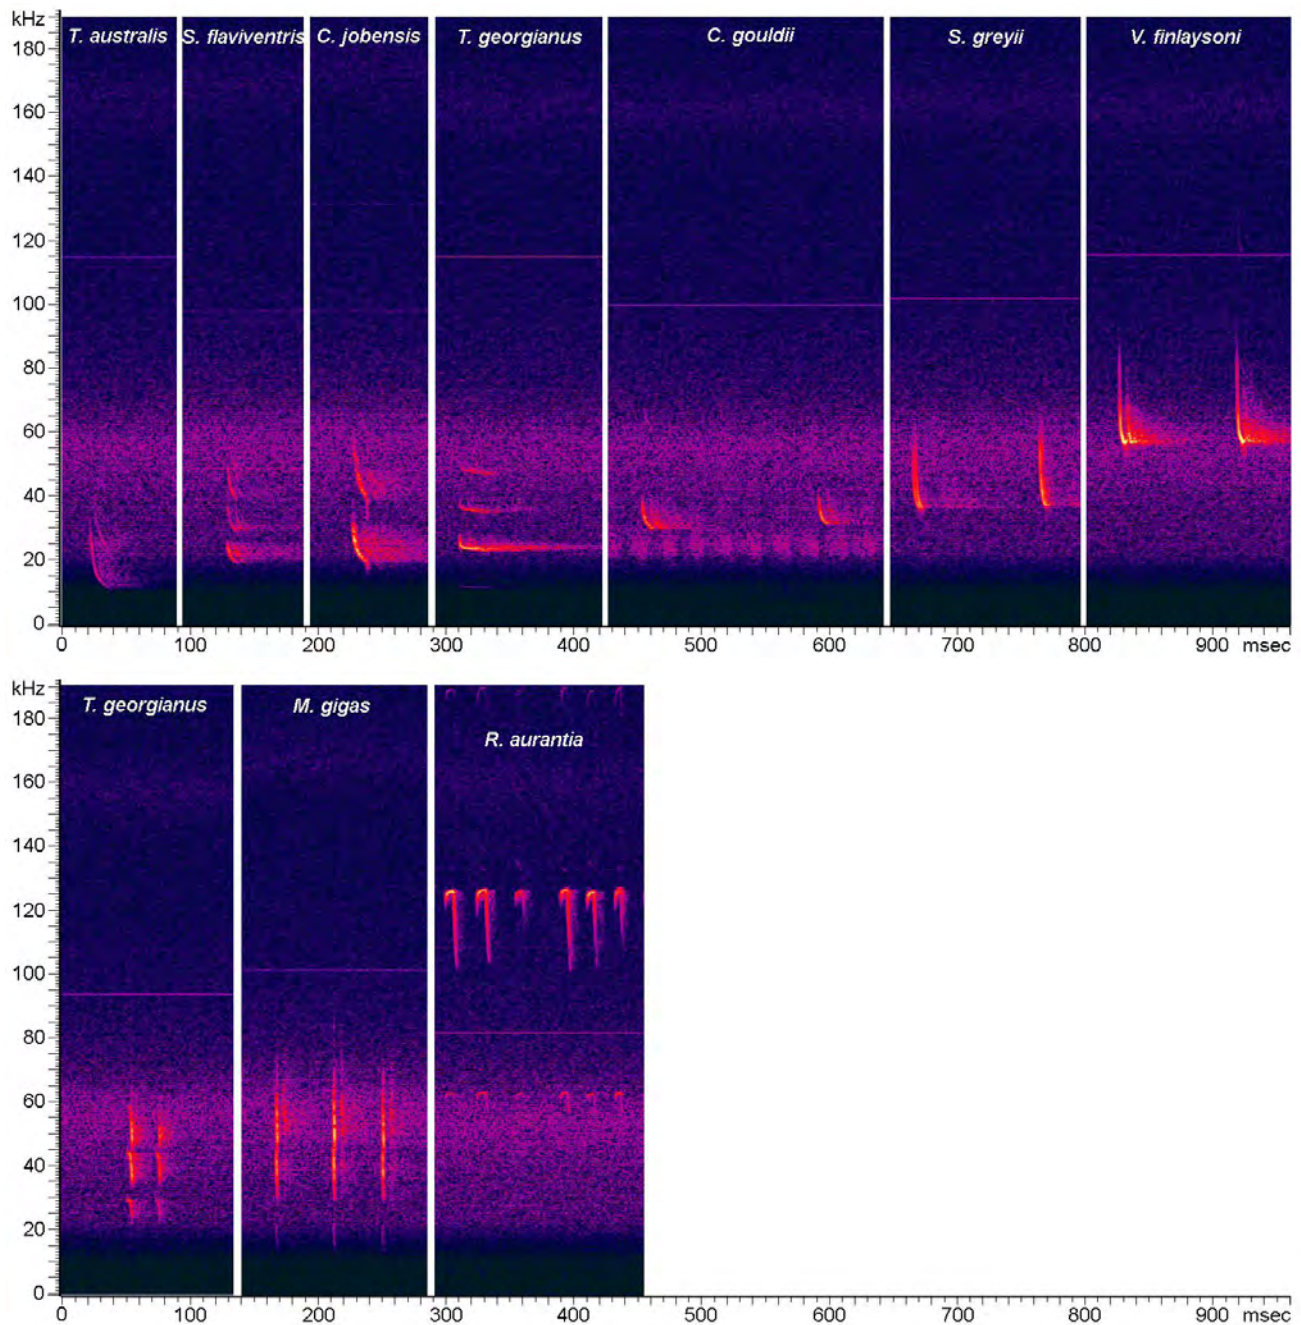 kHz
T. australis S. flaviventris C. jobensis T. georgianus C. gouldii S. greyii V. finlaysoni
180
160
140
120
100
80
60
40
20
0
0 100 200 300 400 500 600 700 800 900 msec
kHz
T. georgianus M. gigas
R. aurantia
180
160
140
120
100
80
60
40
20
0
0 100 200 300 400 500 600 700 800 900 msec